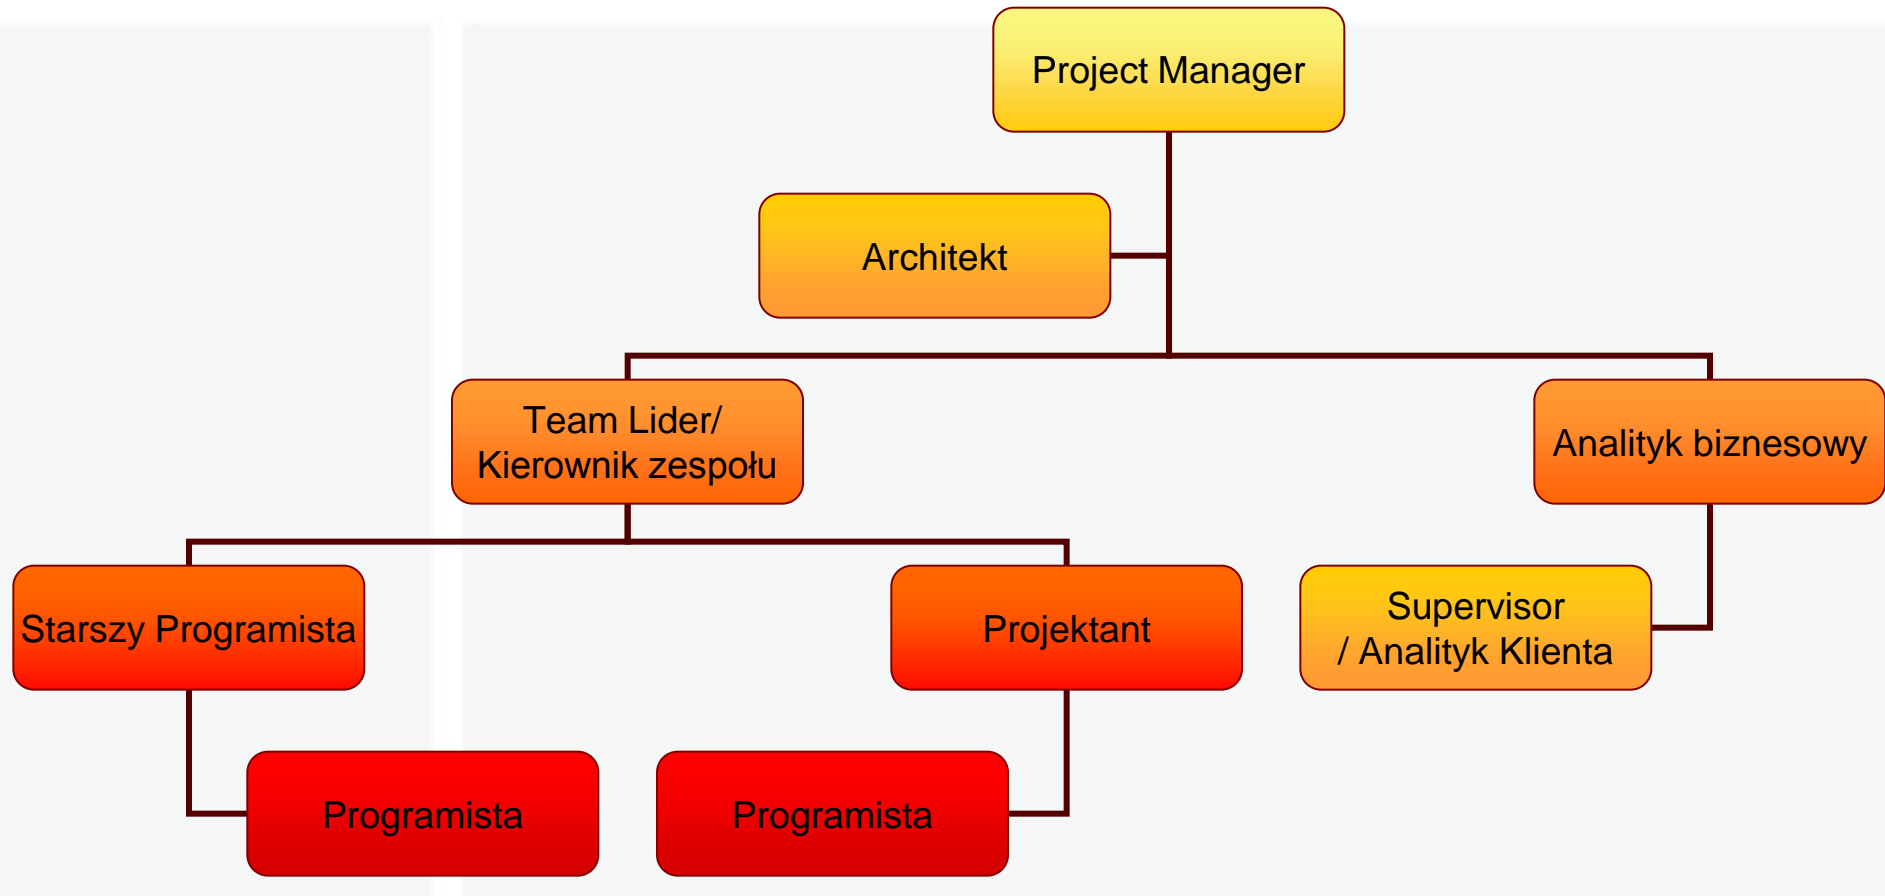 Project Manager
Architekt
Team Lider/
Kierownik zespołu
Analityk biznesowy
Starszy Programista
Projektant
Supervisor
/ Analityk Klienta
Programista
Programista